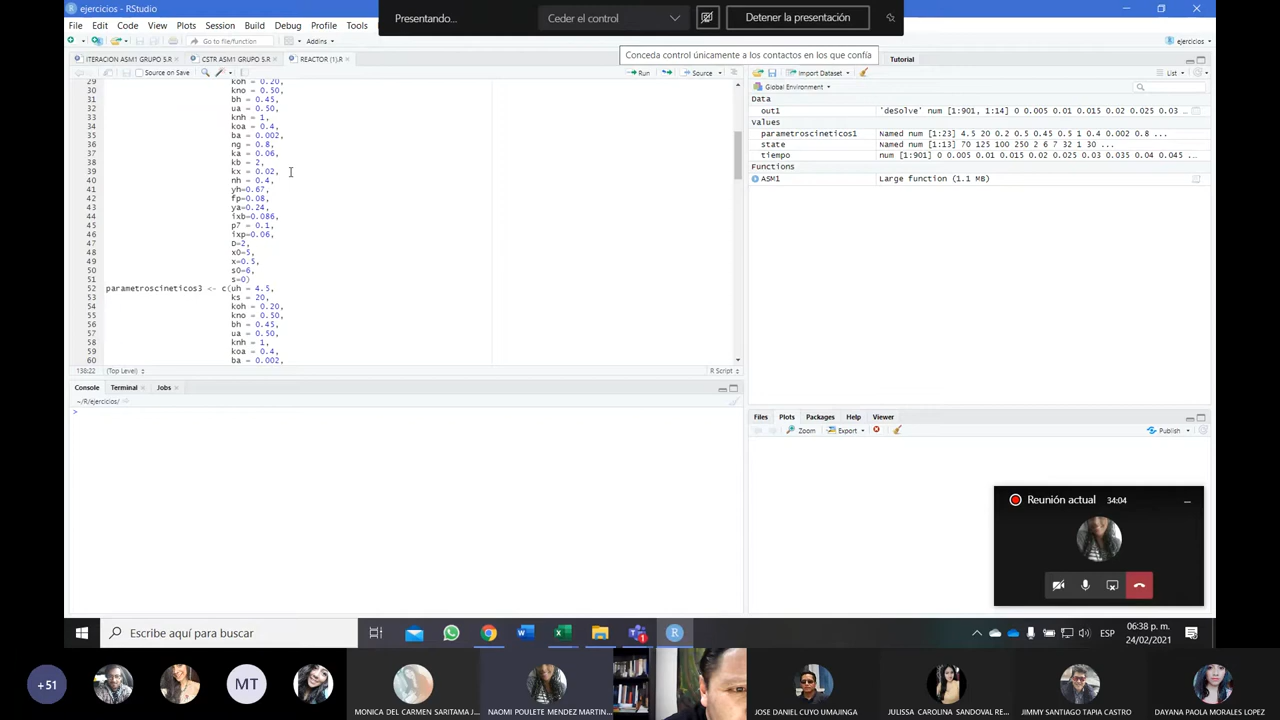 ejercicios - RStudio
Presentando...
Ceder el control
Detener la presentación
File Edit Code View Plots Session Build Debug Profile Tools
Conceda control únicamente a los contactos en los que confía
Go to file/function
Addins
ejercicios
ITERACION ASM1 GRUPO 5.R
CSTR ASM1 GRUPO 5.R
REACTOR (1).R
Tutorial
Source on Save
Run
Source
Import Dataset
List
Global Environment
29 koh = 0.20,
30 kno = 0.50,
31 bh = 0.45,
32 ua = 0.50,
33 knh = 1,
34 koa = 0.4,
35 ba = 0.002,
36 ng = 0.8,
37 ka = 0.06,
38 kb = 2,
39 kx = 0.02,
40 nh = 0.4,
41 yh=0.67,
42 fp=0.08,
43 ya=0.24,
44 ixb=0.086,
45 p7 = 0.1,
46 ixp=0.06,
47 D=2,
48 x0=5,
49 x=0.5,
50 s0=6,
51 s=0)
52 parametroscineticos3 <- c(uh = 4.5,
53 ks = 20,
54 koh = 0.20,
55 kno = 0.50,
56 bh = 0.45,
57 ua = 0.50,
58 knh = 1,
59 koa = 0.4,
60 ba = 0.002,
138:22 (Top Level) R Script
Data
out1 'deSolve' num [1:901, 1:14] 0 0.005 0.01 0.015 0.02 0.025 0.03
Values
parametroscineticos1 Named num [1:23] 4.5 20 0.2 0.5 0.45 0.5 1 0.4 0.002 0.8 ...
state Named num [1:13] 70 125 100 250 2 6 7 32 1 30 ...
tiempo num [1:901] 0 0.005 0.01 0.015 0.02 0.025 0.03 0.035 0.04 0.045 ...
Functions
ASM1 Large function (1.1 MB)
Console Terminal Jobs
~/R/ejercicios/
>
Files Plots Packages Help Viewer
Zoom Export Publish
Reunión actual 34:04
Escribe aquí para buscar
ESP
06:38 p. m.
24/02/2021
+51
MT
MONICA DEL CARMEN SARITAMA J...
NAOMI POULETE MENDEZ MARTIN...
JOSE DANIEL CUYO UMAJINGA
JULISSA CAROLINA SANDOVAL RE...
JIMMY SANTIAGO TAPIA CASTRO
DAYANA PAOLA MORALES LOPEZ